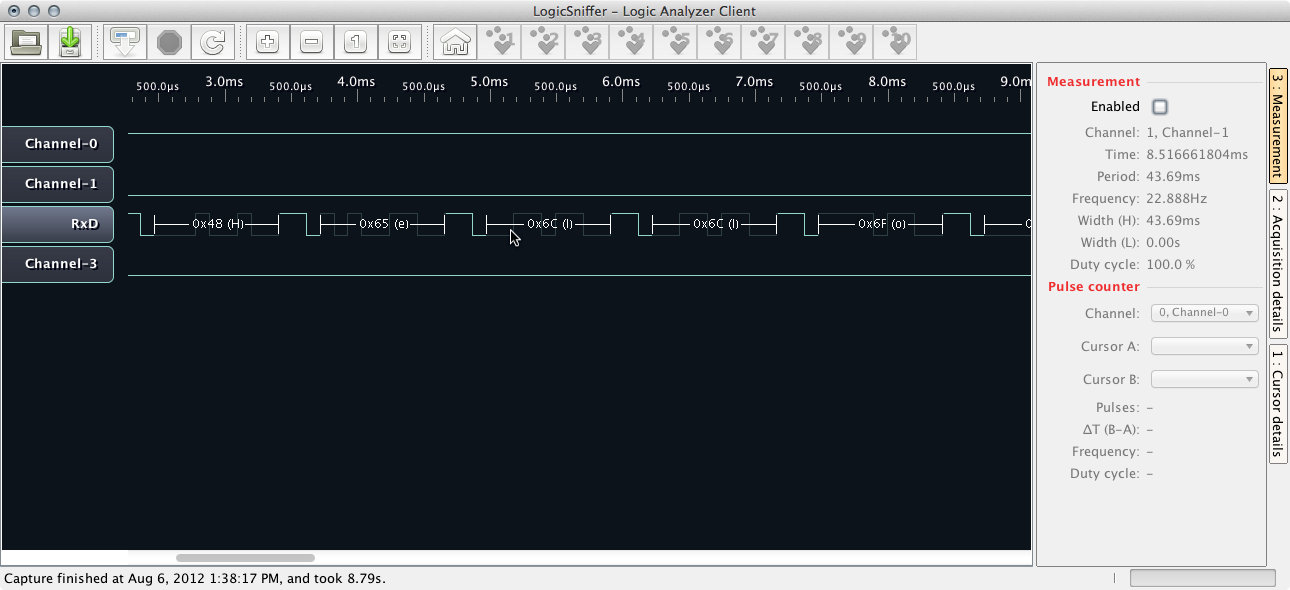 LogicSniffer - Logic Analyzer Client
1 2 3 4 5 6 7 8 9 0
500.0µs 3.0ms 500.0µs 4.0ms 500.0µs 5.0ms 500.0µs 6.0ms 500.0µs 7.0ms 500.0µs 8.0ms 500.0µs 9.0m
Channel-0
Channel-1
RxD 0x48 (H) 0x65 (e) 0x6C (l) 0x6C (l) 0x6F (o) 0
Channel-3
Measurement
Enabled
Channel: 1, Channel-1
Time: 8.516661804ms
Period: 43.69ms
Frequency: 22.888Hz
Width (H): 43.69ms
Width (L): 0.00s
Duty cycle: 100.0 %
Pulse counter
Channel: 0, Channel-0
Cursor A:
Cursor B:
Pulses: -
ΔT (B-A): -
Frequency: -
Duty cycle: -
3 : Measurement
2 : Acquisition details
1 : Cursor details
Capture finished at Aug 6, 2012 1:38:17 PM, and took 8.79s.